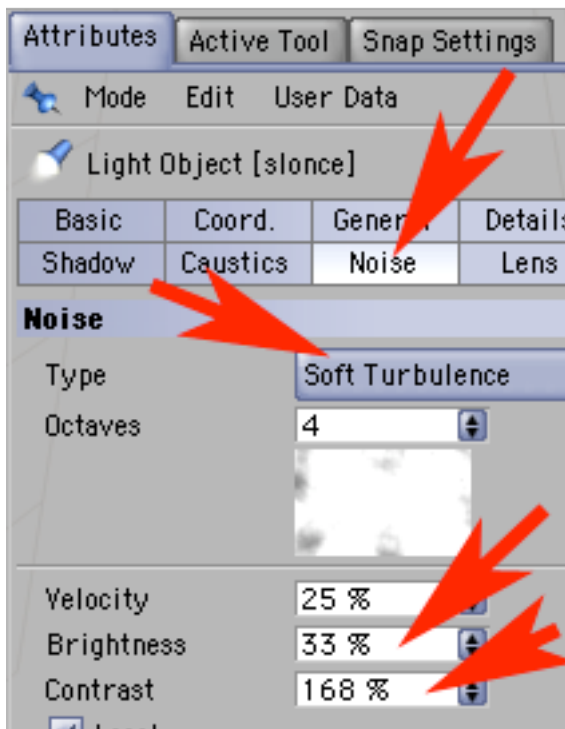 Attributes Active Tool Snap Settings
Mode Edit User Data
Light Object [slonce]
Basic Coord. Details
Shadow Caustics Noise Lens
Noise
Type Soft Turbulence
Octaves 4
Velocity 25 %
Brightness 33 %
Contrast 168 %